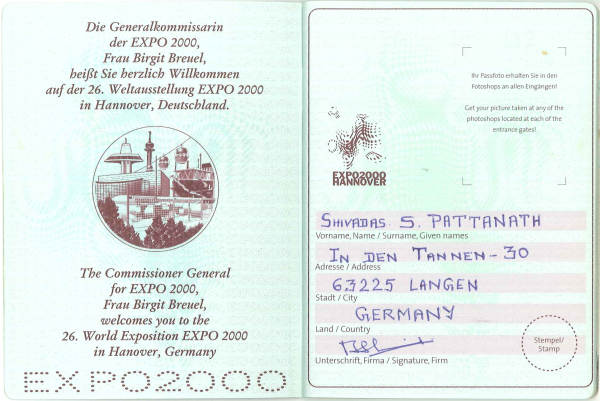 Die Generalkommissarin
der EXPO 2000,
Frau Birgit Breuel,
heißt Sie herzlich Willkommen
auf der 26. Weltausstellung EXPO 2000
in Hannover, Deutschland.
The Commissioner General
for EXPO 2000,
Frau Birgit Breuel,
welcomes you to the
26. World Exposition EXPO 2000
in Hanover, Germany
EXPO2000
Ihr Passfoto erhalten Sie in den
Fotoshops an allen Eingängen!
Get your picture taken at any of the
photoshops located at each of the
entrance gates!
EXPO2000
HANNOVER
SHIVADAS. S. PATTANATH
Vorname, Name / Surname, Given names
IN DEN TANNEN - 30
Adresse / Address
63225 LANGEN
Stadt / City
GERMANY
Land / Country
Unterschrift, Firma / Signature, Firm
Stempel/
Stamp